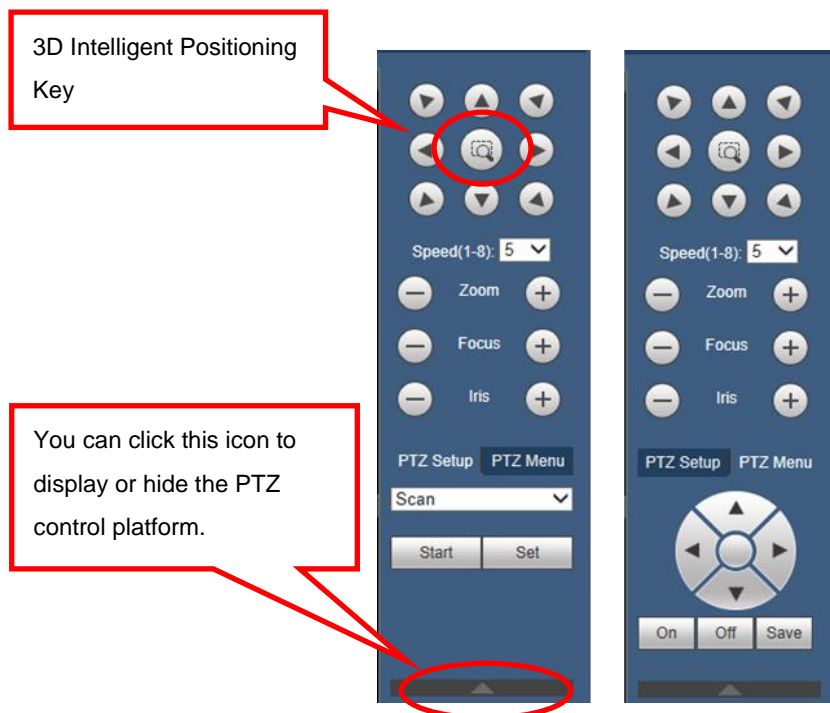 3D Intelligent Positioning
Key
Speed(1-8): 5
Zoom
Focus
Iris
You can click this icon to
display or hide the PTZ
control platform.
PTZ Setup PTZ Menu
Scan
Start Set
Speed(1-8): 5
Zoom
Focus
Iris
PTZ Setup PTZ Menu
On Off Save